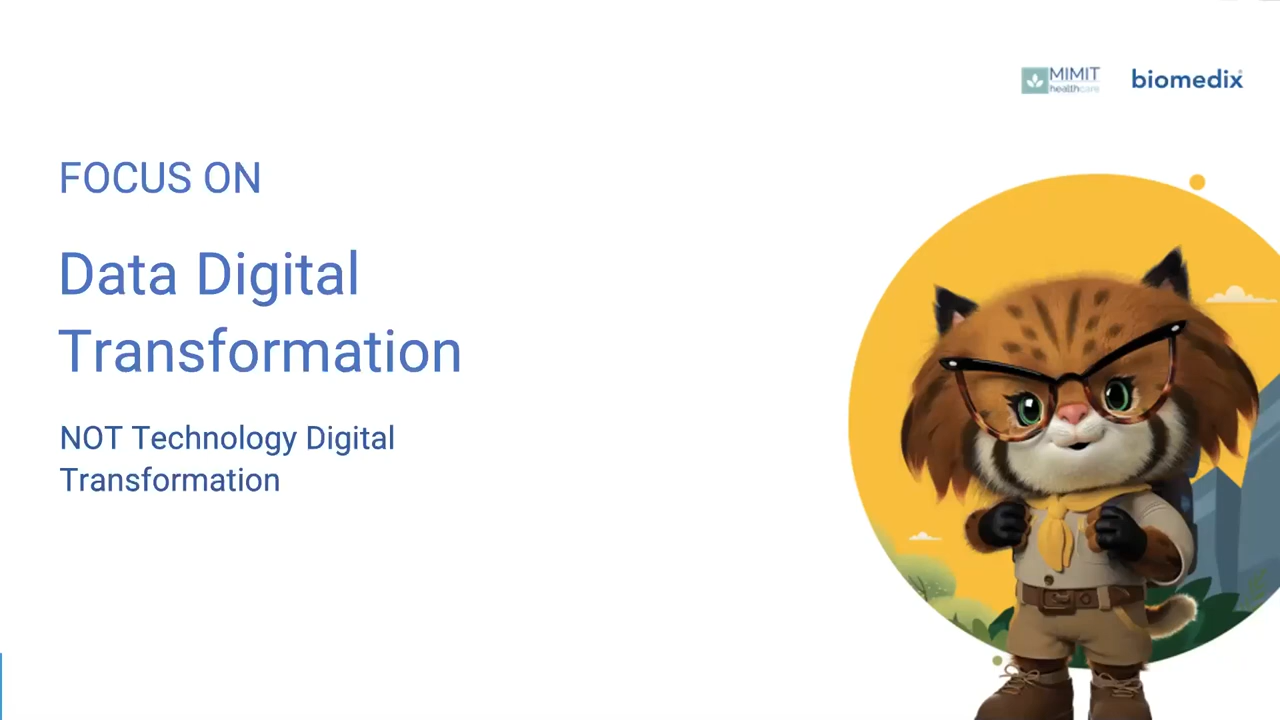 MIMIT
healthcare
biomedix
FOCUS ON
Data Digital
Transformation
NOT Technology Digital
Transformation